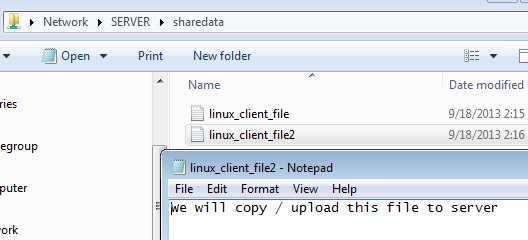 Network ▸ SERVER ▸ sharedata
Open Print New folder
Name Date modified
ries
linux_client_file 9/18/2013 2:15
linux_client_file2 9/18/2013 2:16
egroup
linux_client_file2 - Notepad
File Edit Format View Help
We will copy / upload this file to server
puter
work